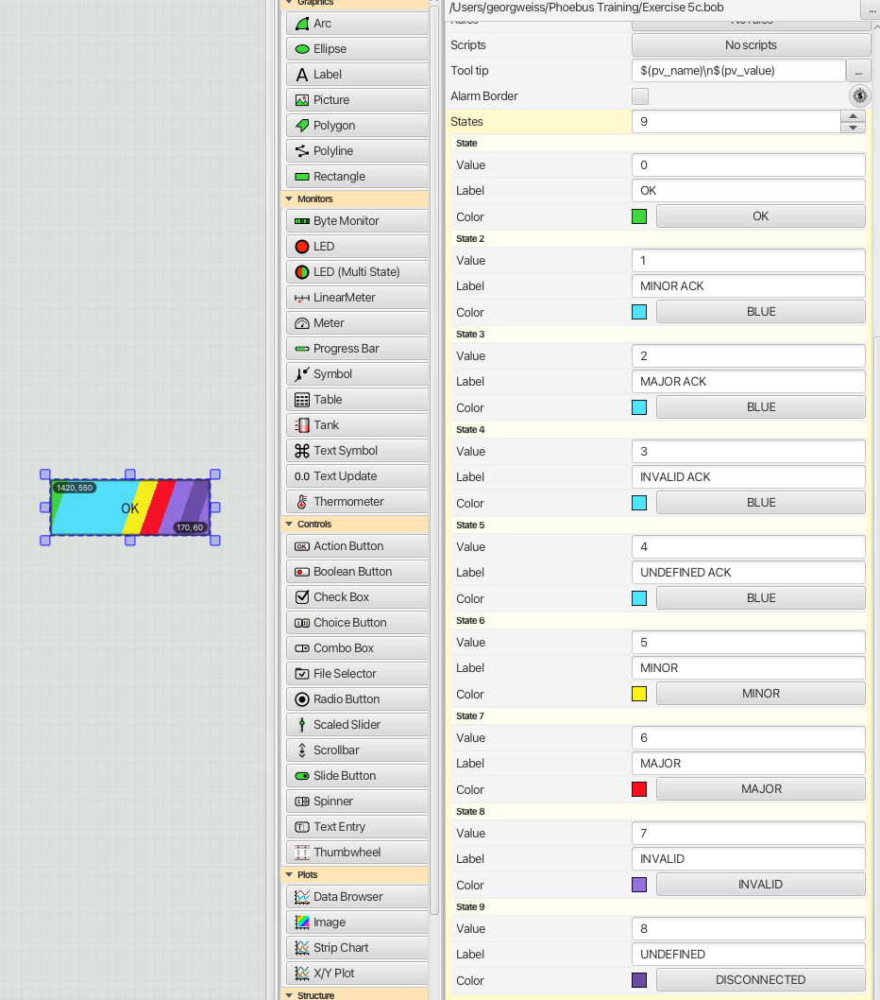 1420,550
OK
170,60
Graphics
Arc
Ellipse
Label
Picture
Polygon
Polyline
Rectangle
Monitors
Byte Monitor
LED
LED (Multi State)
LinearMeter
Meter
Progress Bar
Symbol
Table
Tank
Text Symbol
0.0 Text Update
Thermometer
Controls
Action Button
Boolean Button
Check Box
Choice Button
Combo Box
File Selector
Radio Button
Scaled Slider
Scrollbar
Slide Button
Spinner
Text Entry
Thumbwheel
Plots
Data Browser
Image
Strip Chart
X/Y Plot
Structure
/Users/georgweiss/Phoebus Training/Exercise 5c.bob ...
Rules No rules
Scripts No scripts
Tool tip $(pv_name)\n$(pv_value) ...
Alarm Border
States 9
State
Value 0
Label OK
Color OK
State 2
Value 1
Label MINOR ACK
Color BLUE
State 3
Value 2
Label MAJOR ACK
Color BLUE
State 4
Value 3
Label INVALID ACK
Color BLUE
State 5
Value 4
Label UNDEFINED ACK
Color BLUE
State 6
Value 5
Label MINOR
Color MINOR
State 7
Value 6
Label MAJOR
Color MAJOR
State 8
Value 7
Label INVALID
Color INVALID
State 9
Value 8
Label UNDEFINED
Color DISCONNECTED